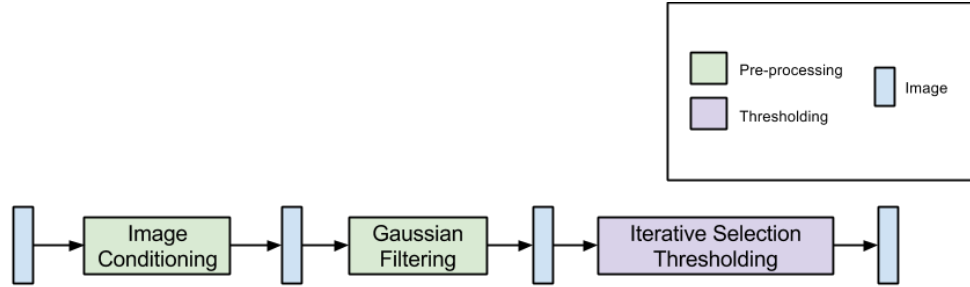 Pre-processing
Image
Thresholding
Image
Conditioning
Gaussian
Filtering
Iterative Selection
Thresholding